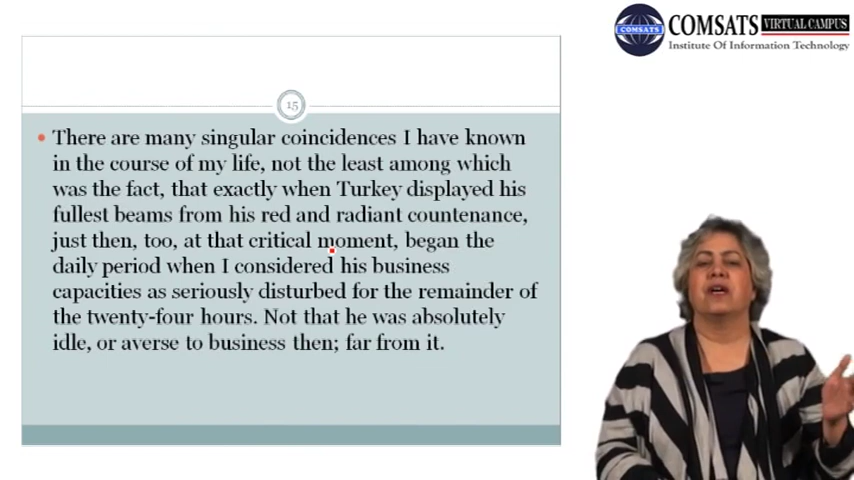 COMSATS VIRTUAL CAMPUS
COMSATS
Institute Of Information Technology
15
There are many singular coincidences I have known
in the course of my life, not the least among which
was the fact, that exactly when Turkey displayed his
fullest beams from his red and radiant countenance,
just then, too, at that critical moment, began the
daily period when I considered his business
capacities as seriously disturbed for the remainder of
the twenty-four hours. Not that he was absolutely
idle, or averse to business then; far from it.